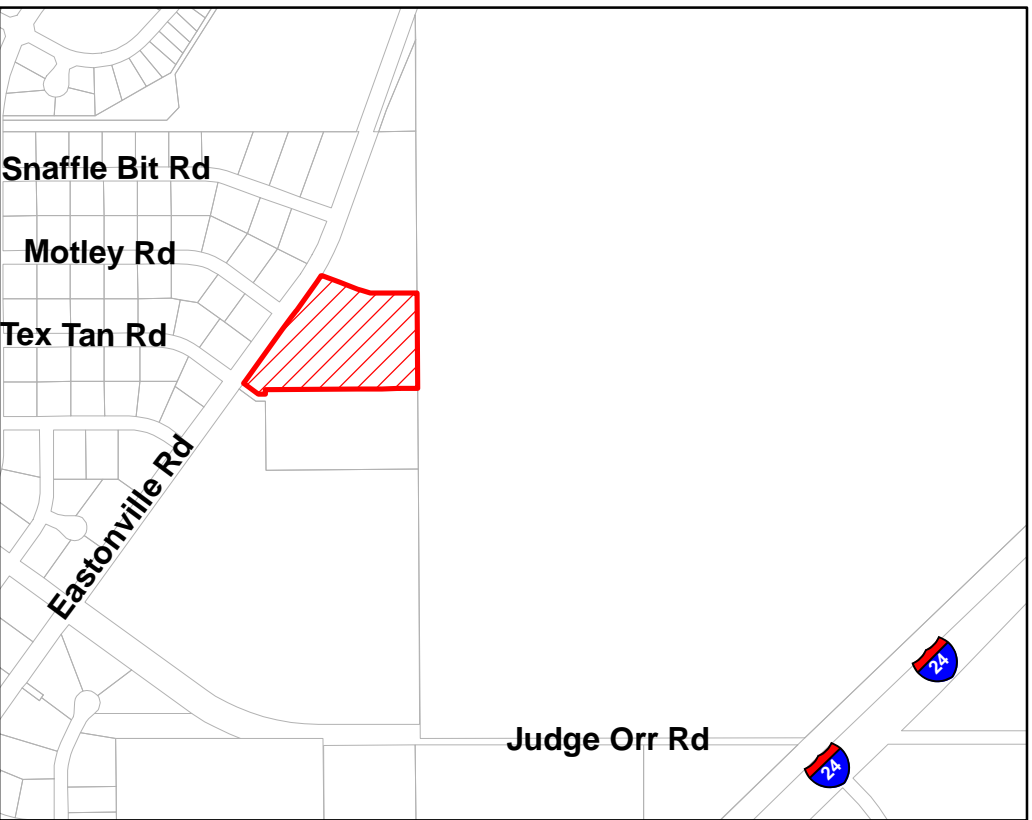 Snaffle Bit Rd
Motley Rd
Tex Tan Rd
Eastonville Rd
24
Judge Orr Rd
24